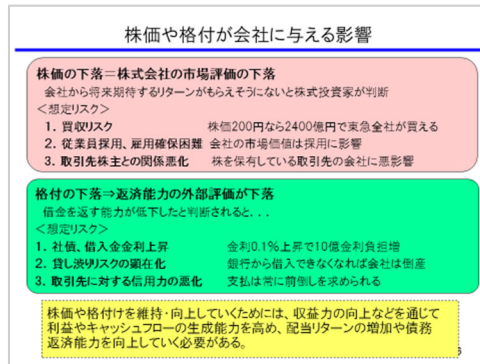 株価や格付が会社に与える影響
株価の下落=株式会社の市場評価の下落
会社から将来期待するリターンがもらえそうにないと株式投資家が判断
<想定リスク>
1. 買収リスク 株価200円なら2400億円で東急全社が買える
2. 従業員採用、雇用確保困難 会社の市場価値は採用に影響
3. 取引先株主との関係悪化 株を保有している取引先の会社に悪影響
格付の下落⇒返済能力の外部評価が下落
借金を返す能力が低下したと判断されると...
<想定リスク>
1. 社債、借入金金利上昇 金利0.1%上昇で10億金利負担増
2. 貸し渋りリスクの顕在化 銀行から借入できなくなれば会社は倒産
3. 取引先に対する信用力の悪化 支払は常に前倒しを求められる
株価や格付けを維持・向上していくためには、収益力の向上などを通じて
利益やキャッシュフローの生成能力を高め、配当リターンの増加や債務
返済能力を向上していく必要がある。